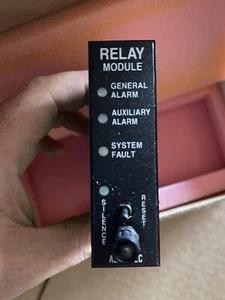 RELAY
MODULE
GENERAL
ALARM
AUXILIARY
ALARM
SYSTEM
FAULT
SILENCE
RESET